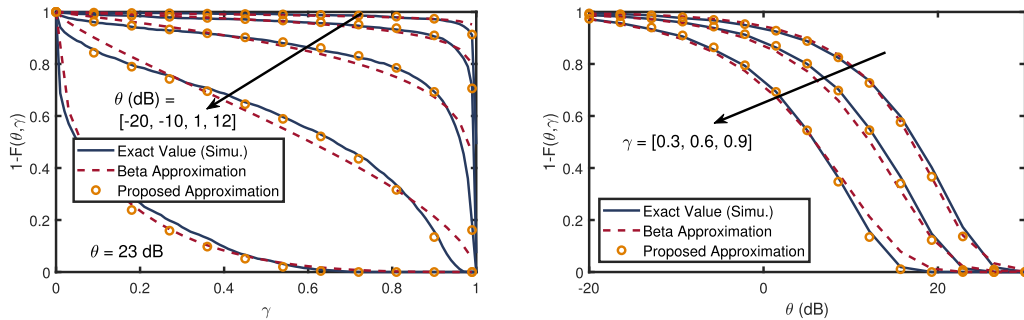 1-F(θ,γ)
1
0.8
0.6
0.4
0.2
0
θ (dB) =
[-20, -10, 1, 12]
Exact Value (Simu.)
Beta Approximation
Proposed Approximation
θ = 23 dB
0
0.2
0.4
0.6
0.8
1
γ
1-F(θ,γ)
1
0.8
0.6
0.4
0.2
0
γ = [0.3, 0.6, 0.9]
Exact Value (Simu.)
Beta Approximation
Proposed Approximation
-20
0
20
θ (dB)